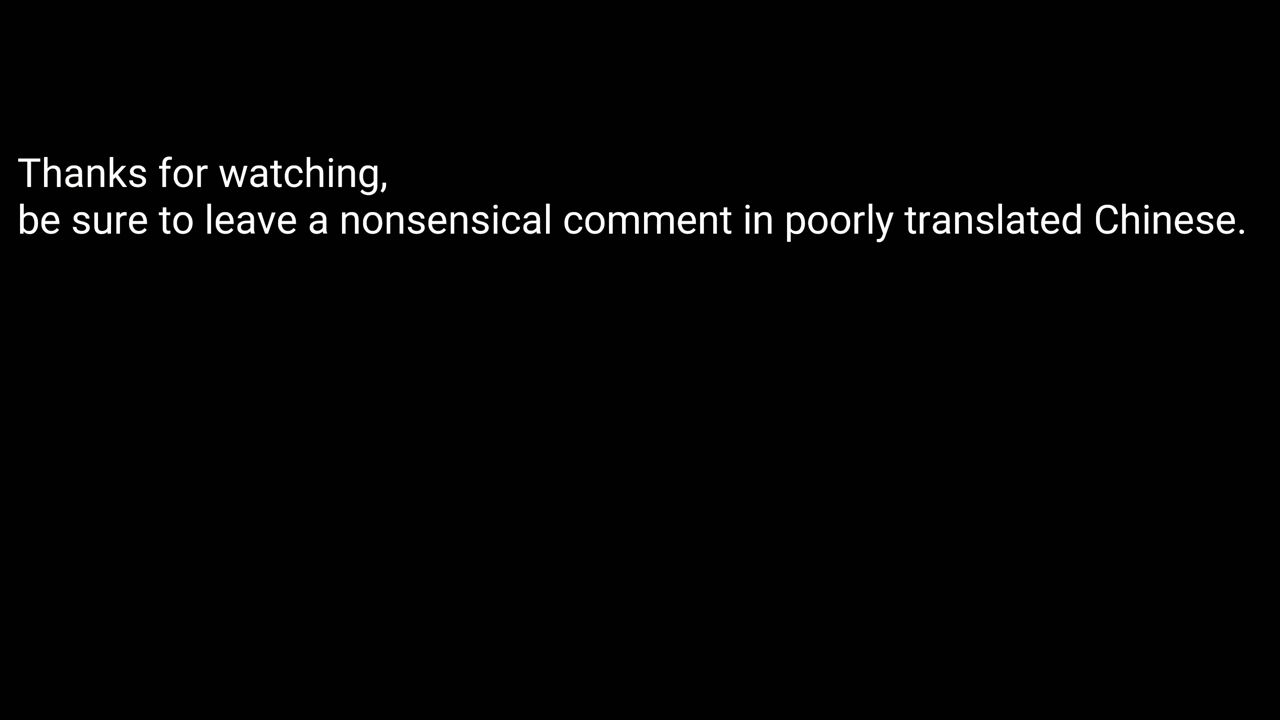 Thanks for watching,
be sure to leave a nonsensical comment in poorly translated Chinese.